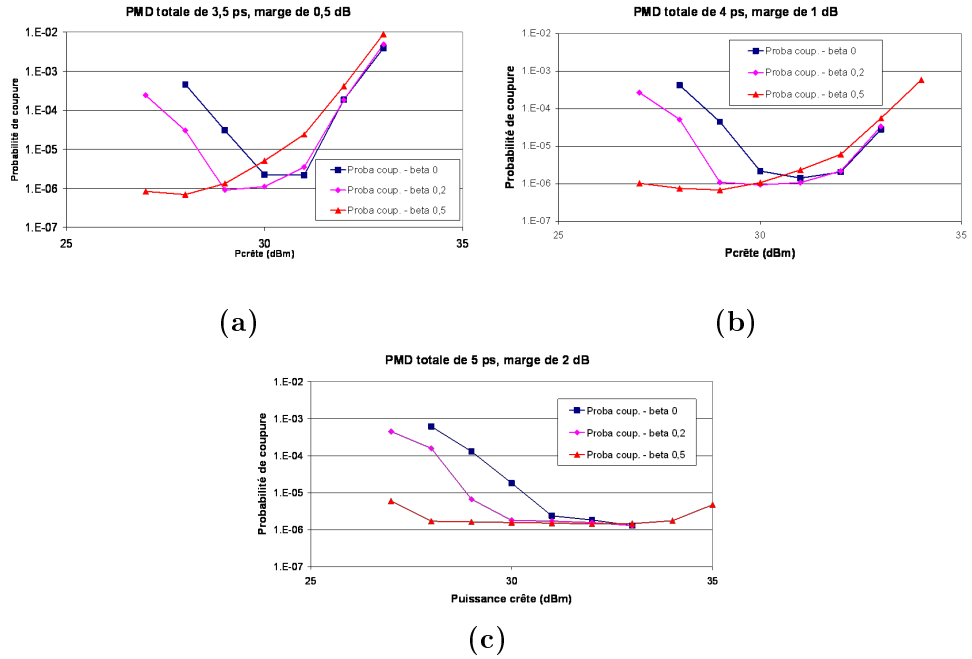 PMD totale de 3,5 ps, marge de 0,5 dB
Probabilité de coupure
1.E-02
1.E-03
1.E-04
1.E-05
1.E-06
1.E-07
Proba coup. - beta 0
Proba coup. - beta 0,2
Proba coup. - beta 0,5
25
30
35
Pcrête (dBm)
(a)
PMD totale de 4 ps, marge de 1 dB
Probabilité de coupure
1.E-02
1.E-03
1.E-04
1.E-05
1.E-06
1.E-07
Proba coup. - beta 0
Proba coup. - beta 0,2
Proba coup. - beta 0,5
25
30
35
Pcrête (dBm)
(b)
PMD totale de 5 ps, marge de 2 dB
Probabilité de coupure
1.E-02
1.E-03
1.E-04
1.E-05
1.E-06
1.E-07
Proba coup. - beta 0
Proba coup. - beta 0,2
Proba coup. - beta 0,5
25
30
35
Puissance crête (dBm)
(c)